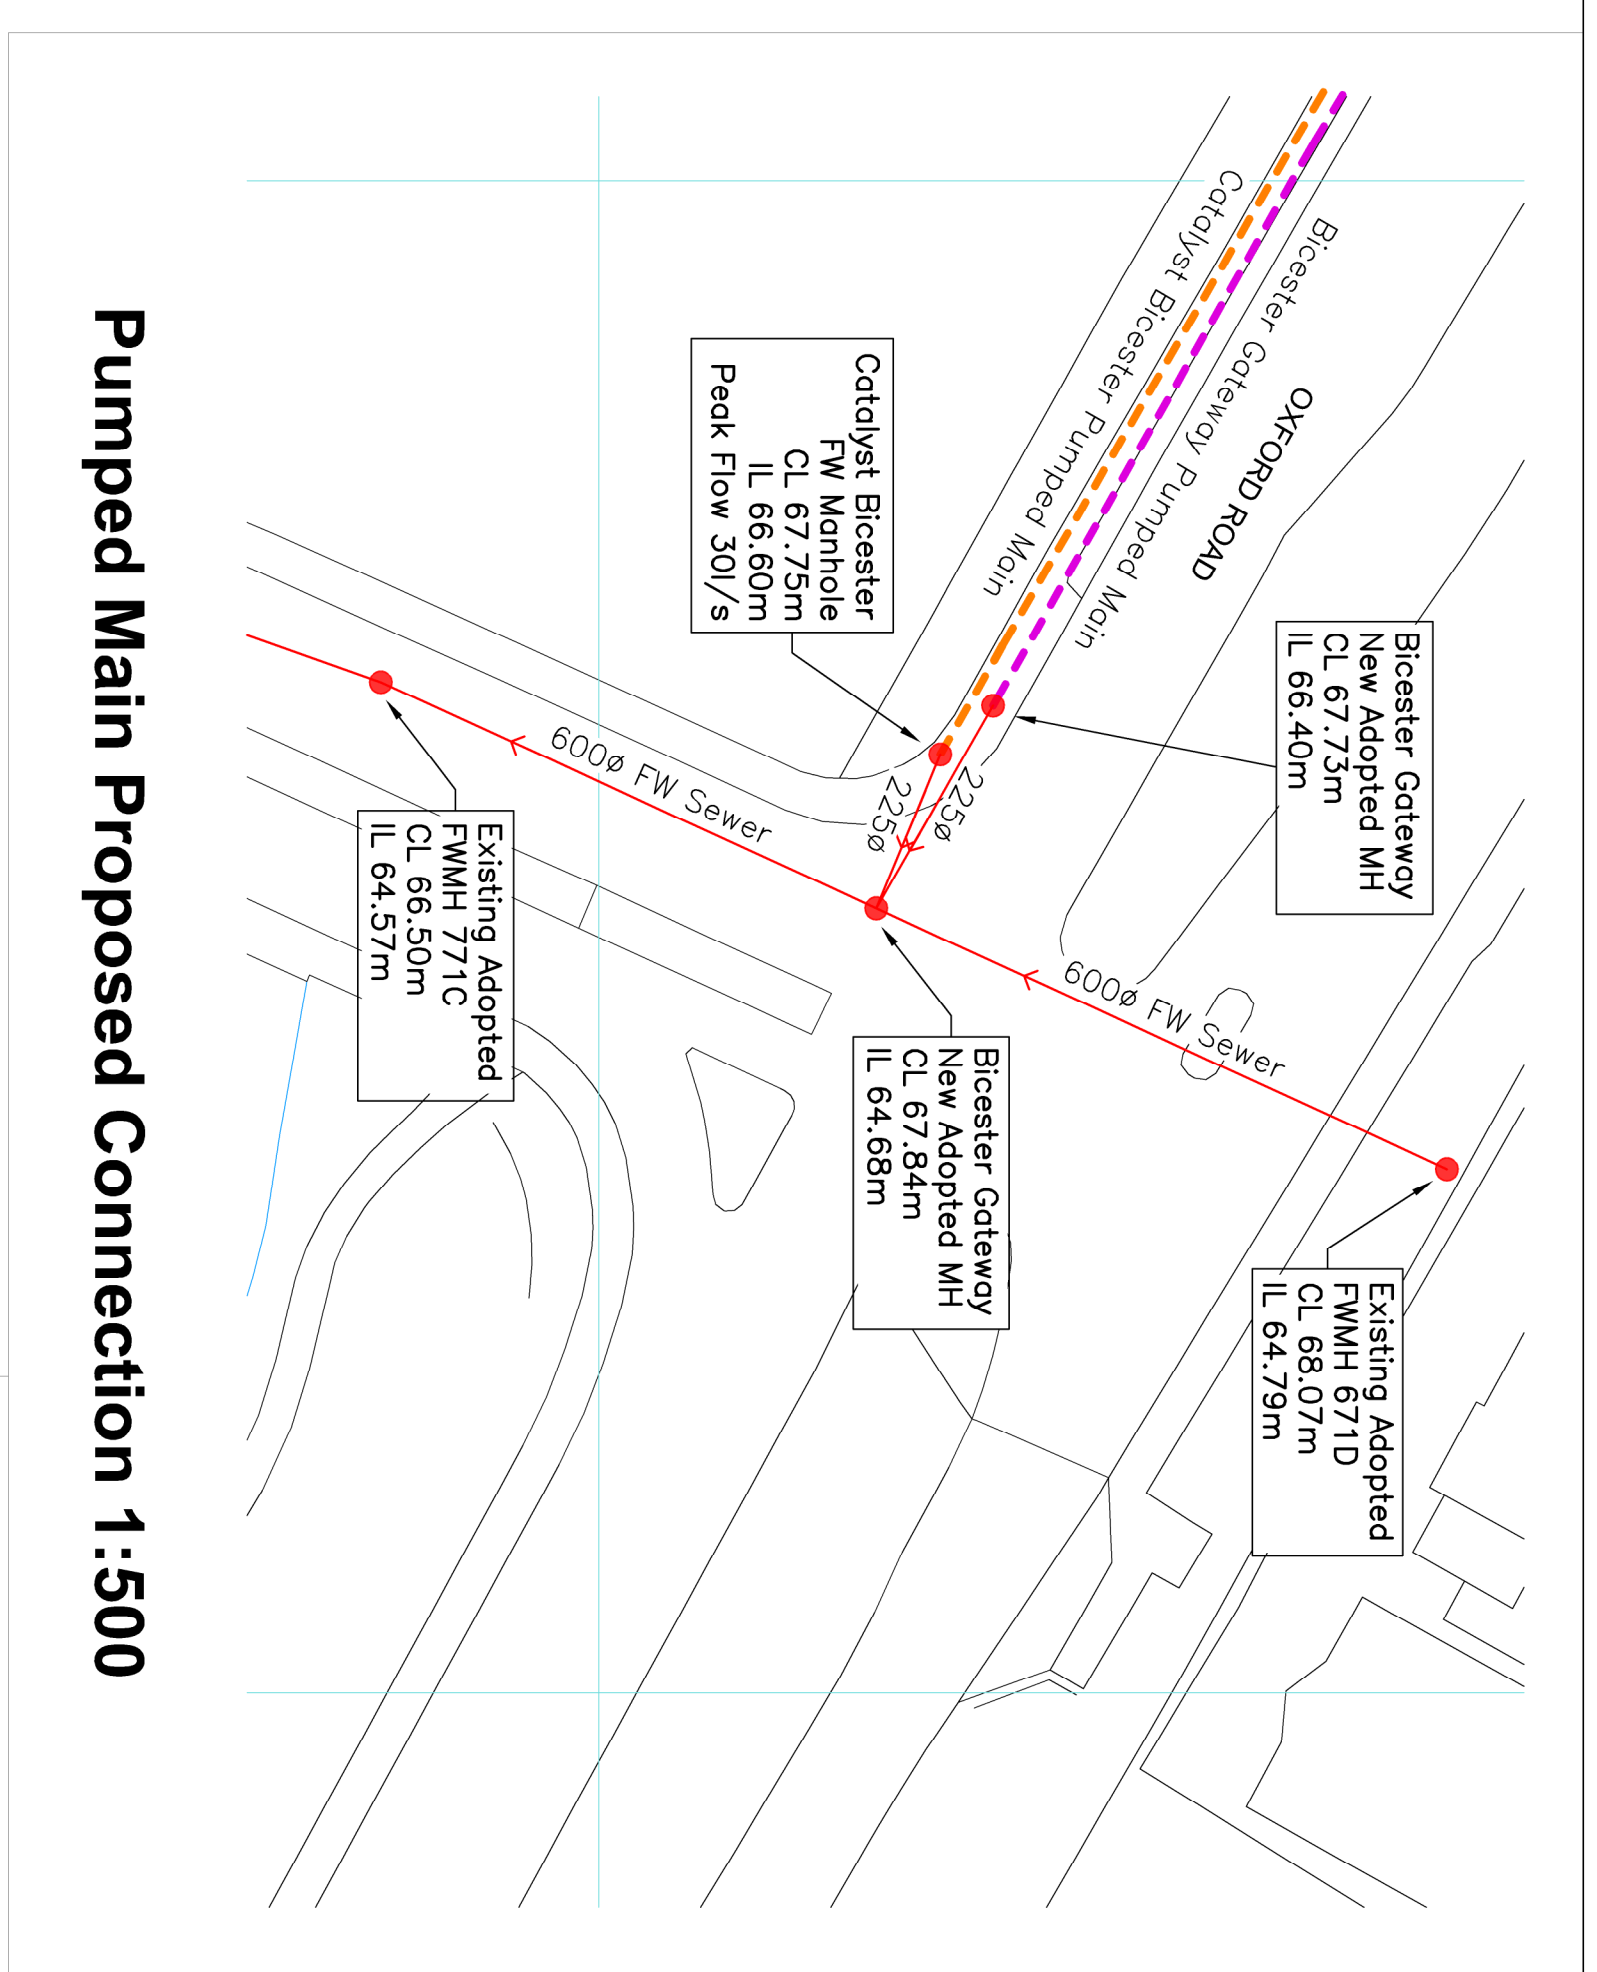 Bicester Gateway Pumped Main
Catalyst Bicester Pumped Main
OXFORD ROAD
Bicester Gateway
New Adopted MH
CL 67.73m
IL 66.40m
Catalyst Bicester
FW Manhole
CL 67.75m
IL 66.60m
Peak Flow 30l/s
225ø
225ø
600ø FW Sewer
600ø FW Sewer
Existing Adopted
FWMH 671D
CL 68.07m
IL 64.79m
Bicester Gateway
New Adopted MH
CL 67.84m
IL 64.68m
Existing Adopted
FWMH 771C
CL 66.50m
IL 64.57m
Pumped Main Proposed Connection 1:500